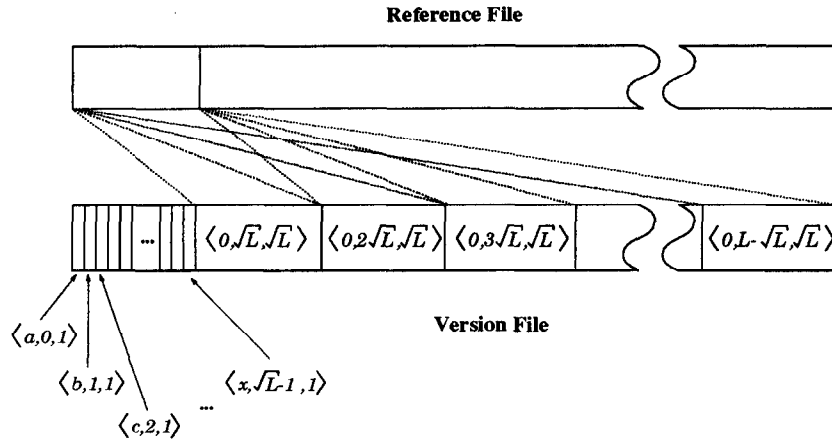 Reference File
... ⟨0,√L,√L⟩ ⟨0,2√L,√L⟩ ⟨0,3√L,√L⟩ ⟨0,L-√L,√L⟩
Version File
⟨a,0,1⟩
⟨b,1,1⟩
⟨c,2,1⟩
...
⟨x,√L-1,1⟩